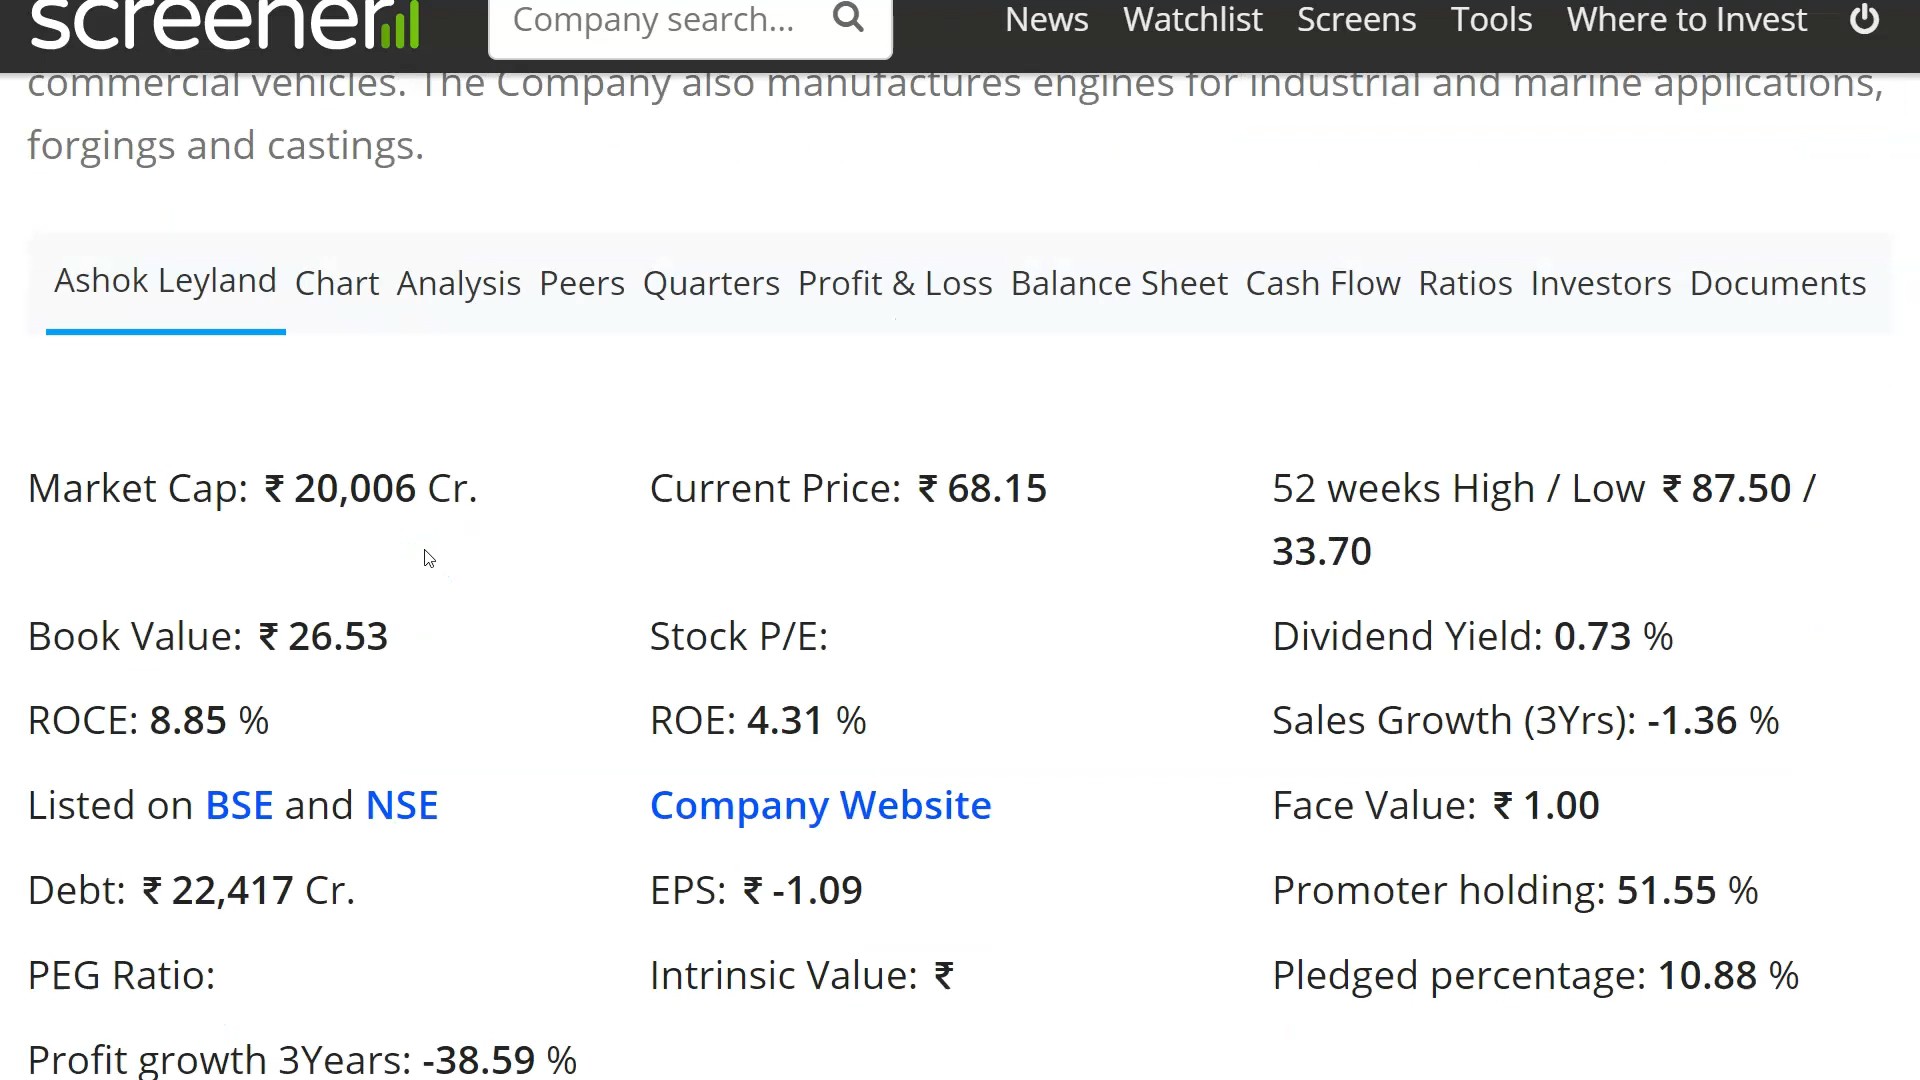 screener
Company search...
News Watchlist Screens Tools Where to Invest
commercial vehicles. The Company also manufactures engines for industrial and marine applications,
forgings and castings.
Ashok Leyland Chart Analysis Peers Quarters Profit & Loss Balance Sheet Cash Flow Ratios Investors Documents
Market Cap: ₹ 20,006 Cr.
Current Price: ₹ 68.15
52 weeks High / Low ₹ 87.50 /
33.70
Book Value: ₹ 26.53
Stock P/E:
Dividend Yield: 0.73 %
ROCE: 8.85 %
ROE: 4.31 %
Sales Growth (3Yrs): -1.36 %
Listed on BSE and NSE
Company Website
Face Value: ₹ 1.00
Debt: ₹ 22,417 Cr.
EPS: ₹ -1.09
Promoter holding: 51.55 %
PEG Ratio:
Intrinsic Value: ₹
Pledged percentage: 10.88 %
Profit growth 3Years: -38.59 %